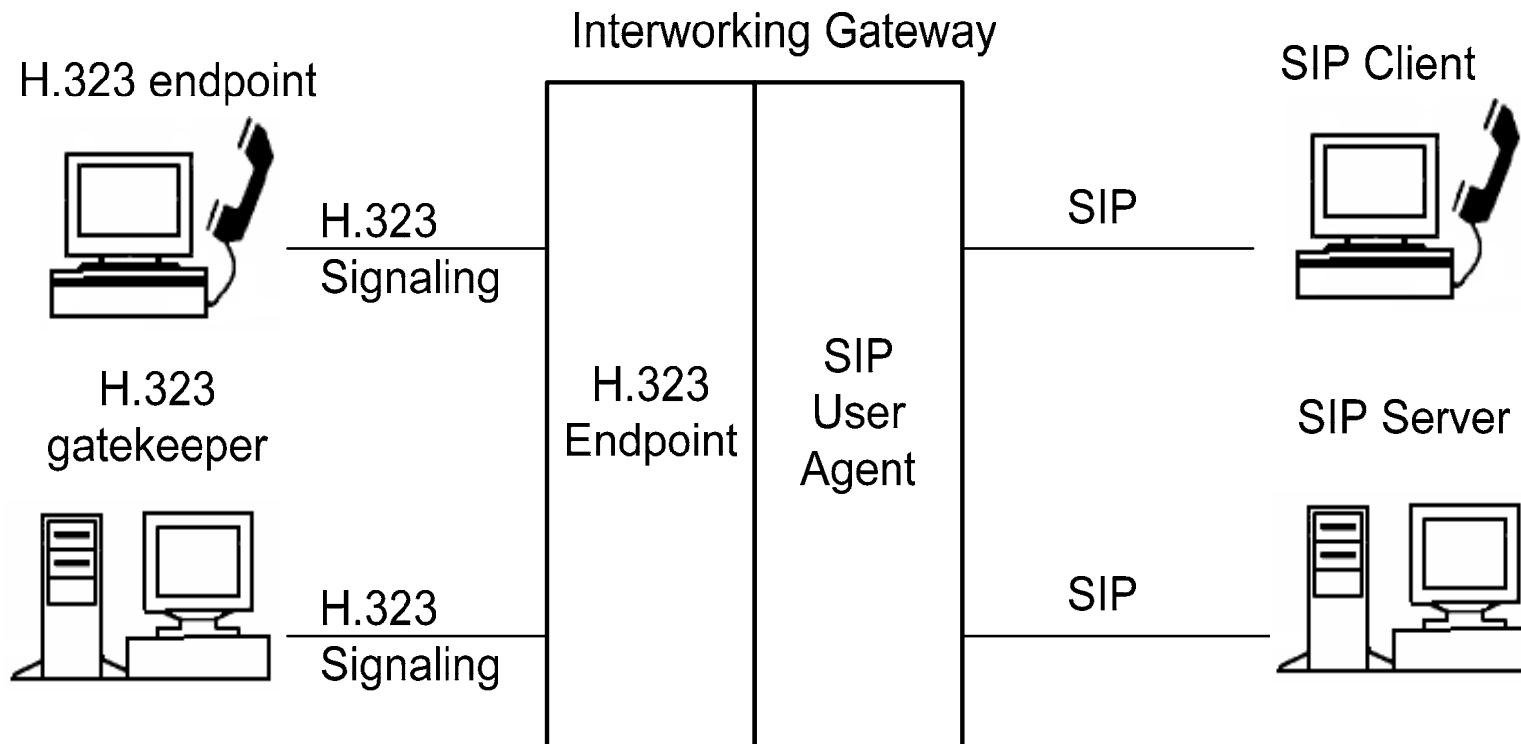 Interworking Gateway
H.323 endpoint
SIP Client
H.323
Signaling
SIP
H.323
gatekeeper
H.323
Endpoint
SIP
User
Agent
SIP Server
H.323
Signaling
SIP